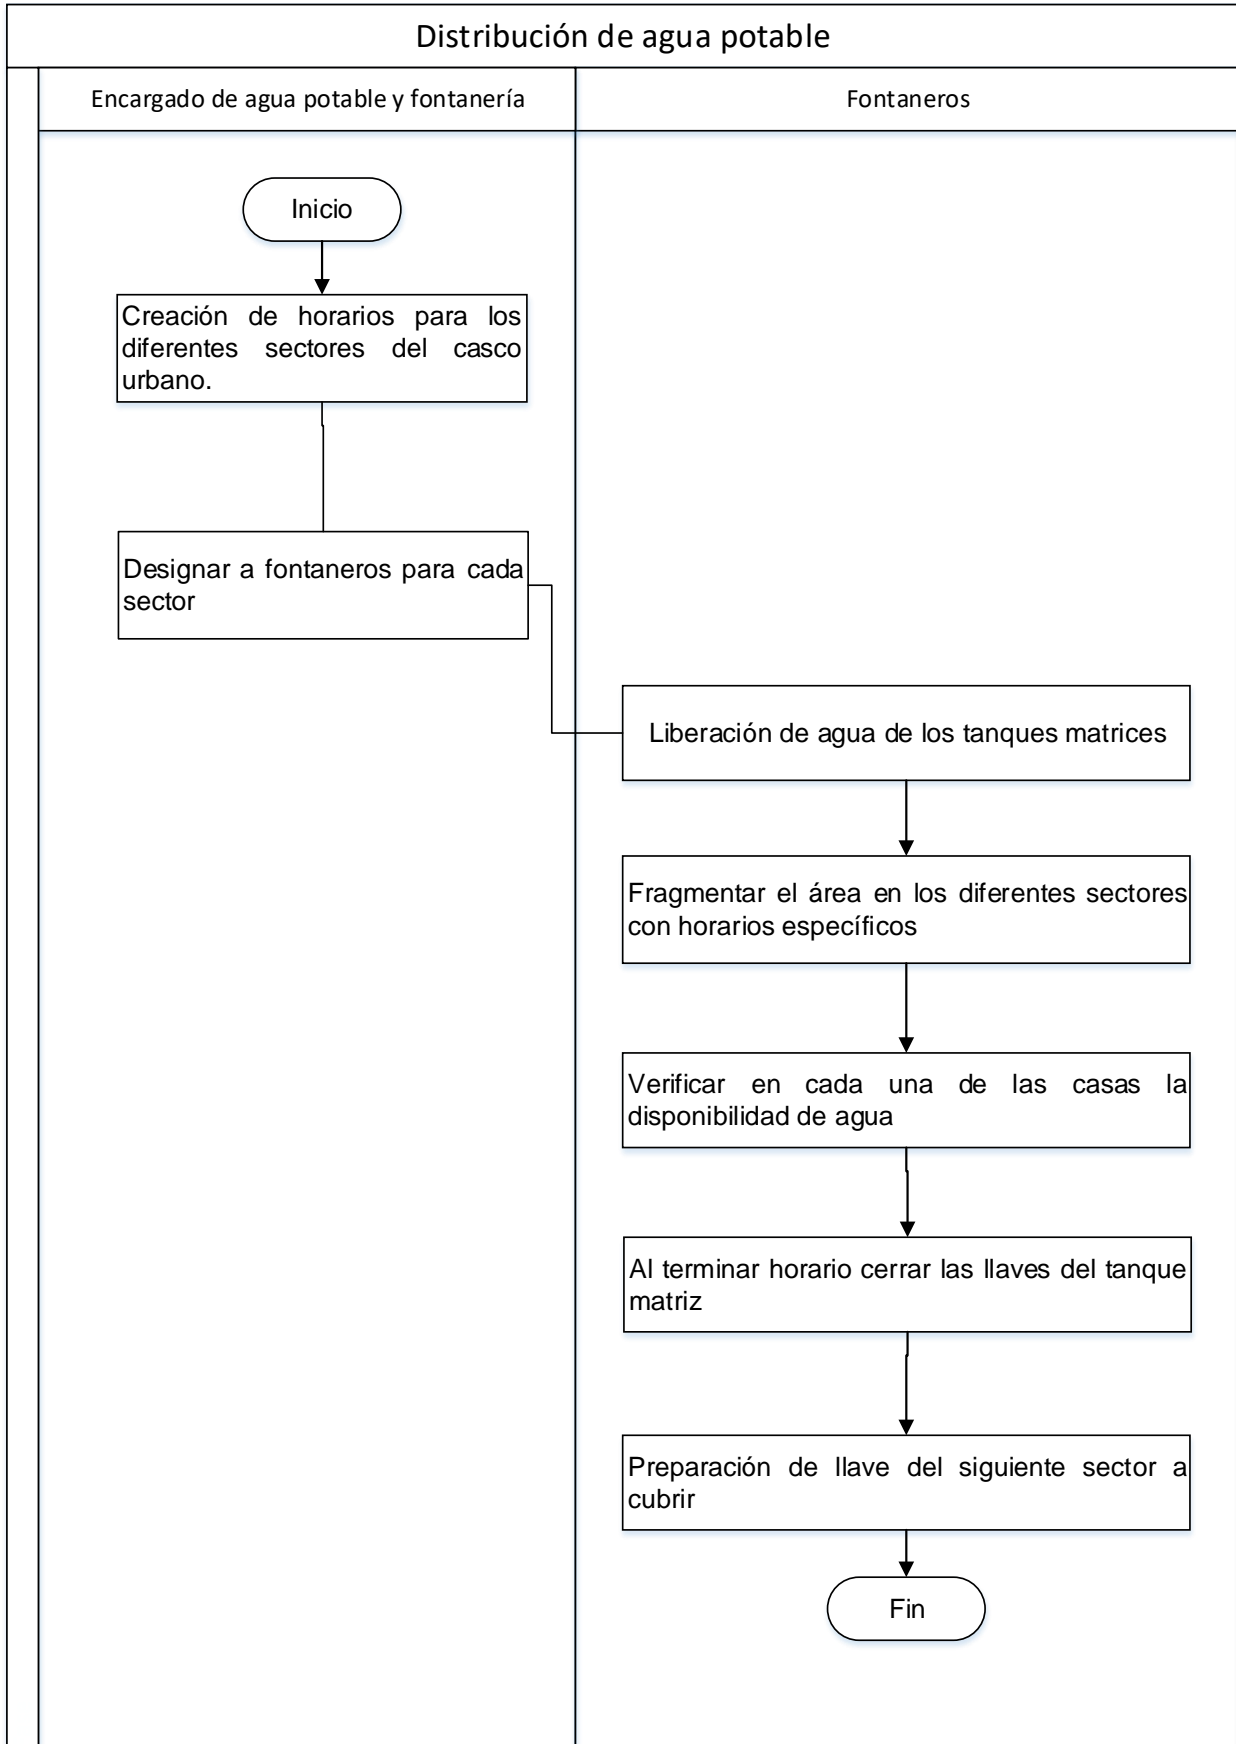 Distribución de agua potable
Encargado de agua potable y fontanería
Fontaneros
Inicio
Creación de horarios para los
diferentes sectores del casco
urbano.
Designar a fontaneros para cada
sector
Liberación de agua de los tanques matrices
Fragmentar el área en los diferentes sectores
con horarios específicos
Verificar en cada una de las casas la
disponibilidad de agua
Al terminar horario cerrar las llaves del tanque
matriz
Preparación de llave del siguiente sector a
cubrir
Fin